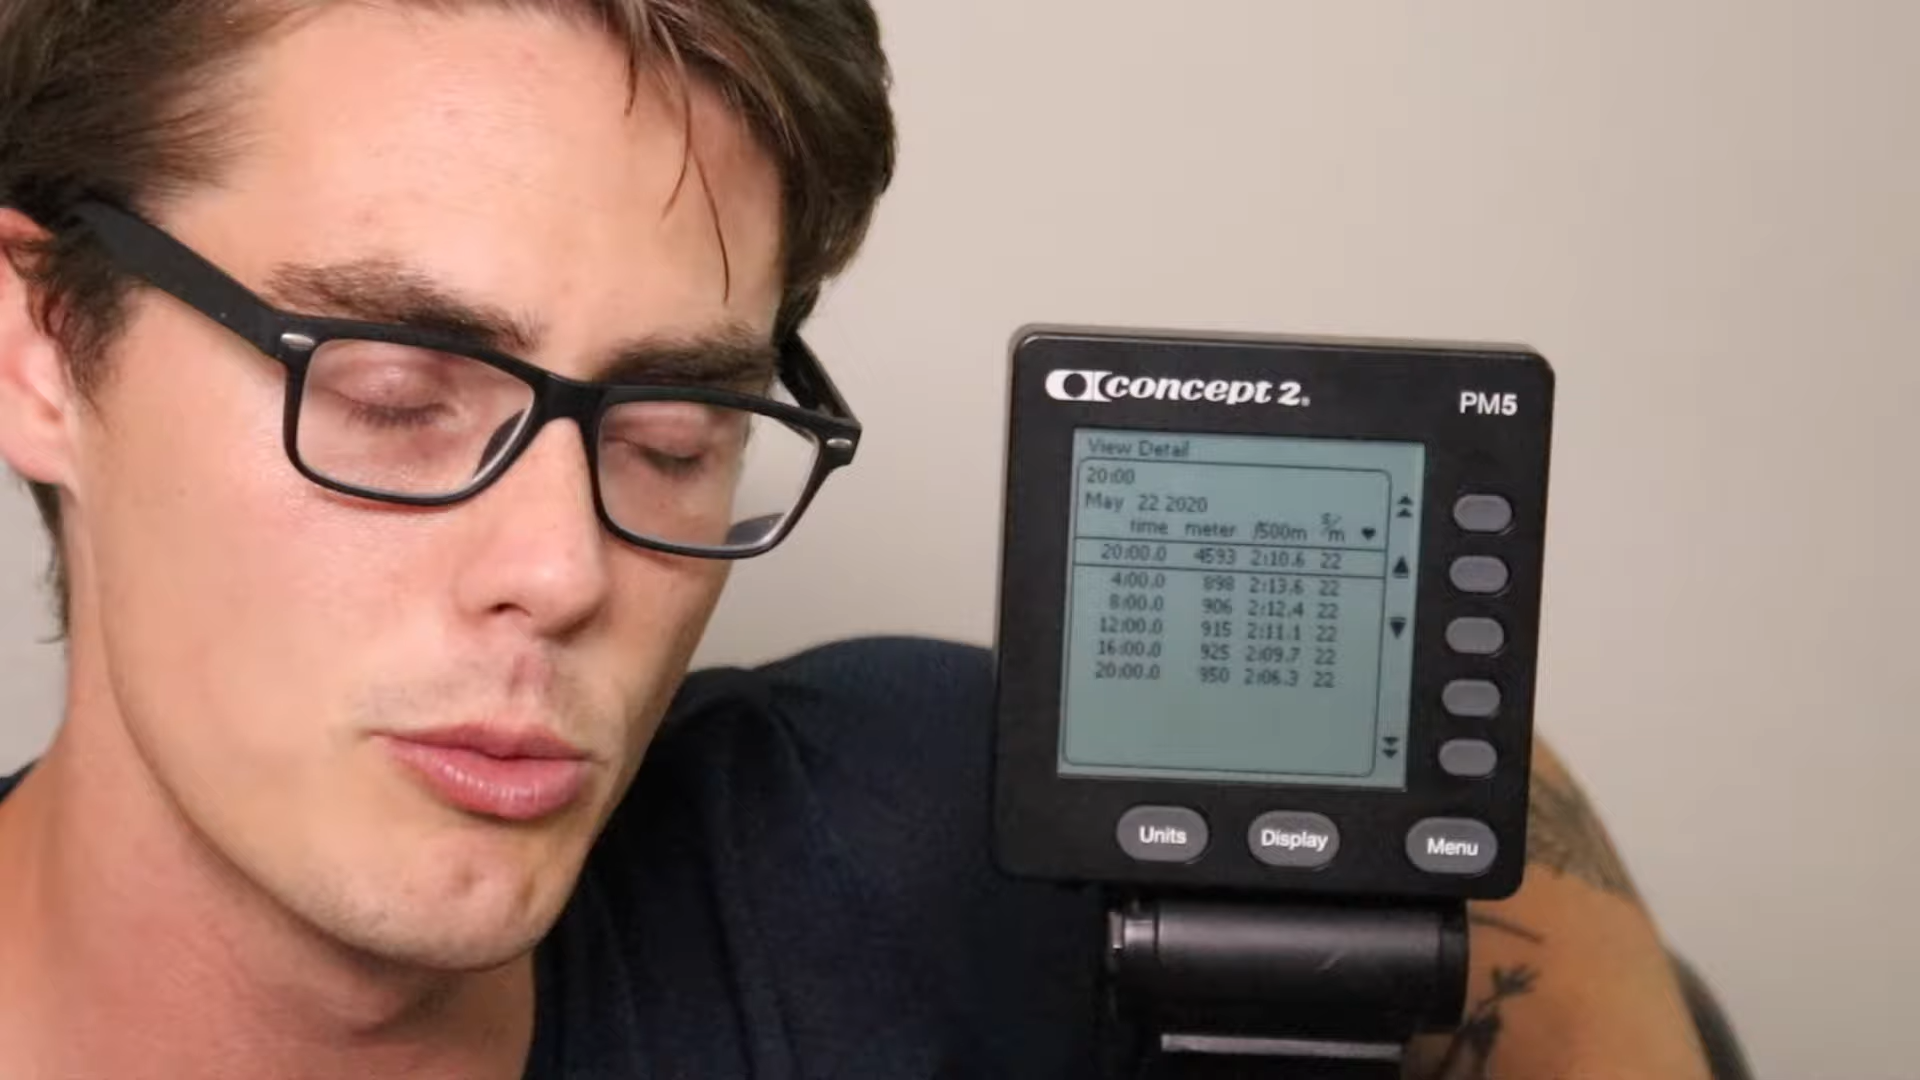 concept 2.
PM5
View Detail
20:00
May 22 2020
time meter /500m s/m ♥
20:00.0 4593 2:10.6 22
4:00.0 898 2:13.6 22
8:00.0 906 2:12.4 22
12:00.0 915 2:11.1 22
16:00.0 925 2:09.7 22
20:00.0 950 2:06.3 22
Units Display Menu